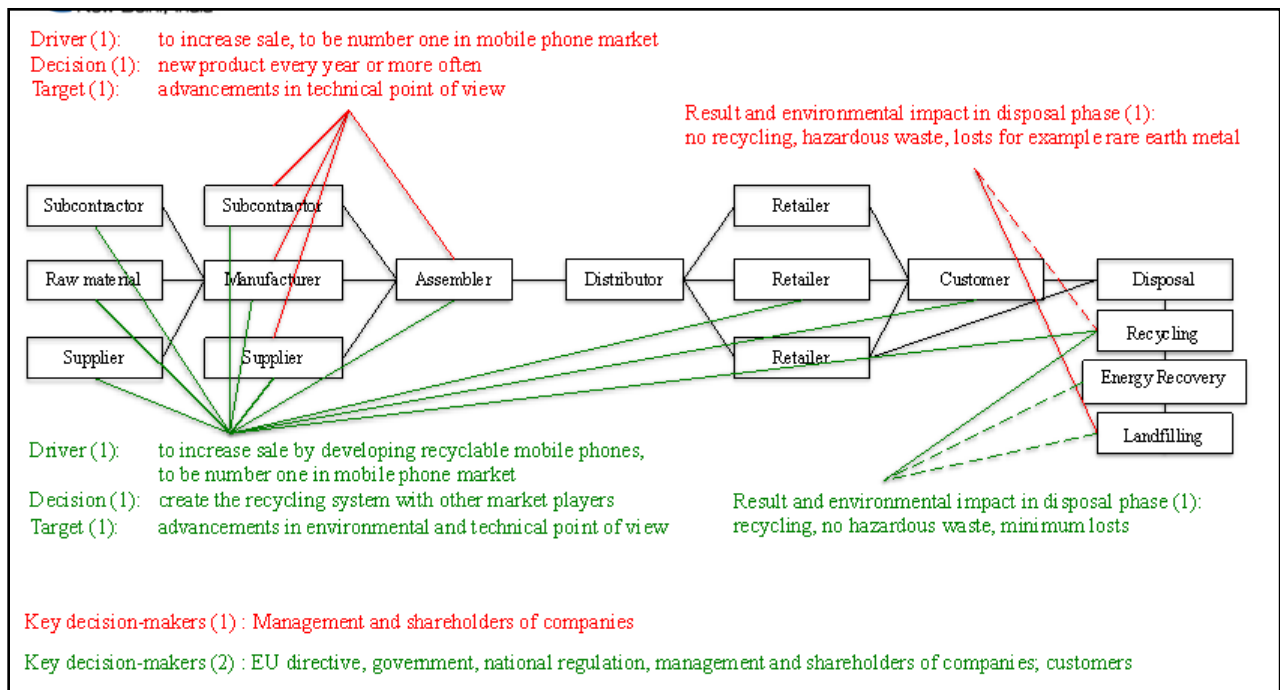 Driver (1): to increase sale, to be number one in mobile phone market
Decision (1): new product every year or more often
Target (1): advancements in technical point of view
Result and environmental impact in disposal phase (1):
no recycling, hazardous waste, losts for example rare earth metal
Subcontractor Subcontractor Retailer
Raw material Manufacturer Assembler Distributor Retailer Customer Disposal
Recycling
Supplier Supplier Retailer
Energy Recovery
Landfilling
Driver (1): to increase sale by developing recyclable mobile phones,
to be number one in mobile phone market
Decision (1): create the recycling system with other market players
Target (1): advancements in environmental and technical point of view
Result and environmental impact in disposal phase (1):
recycling, no hazardous waste, minimum losts
Key decision-makers (1) : Management and shareholders of companies
Key decision-makers (2) : EU directive, government, national regulation, management and shareholders of companies; customers